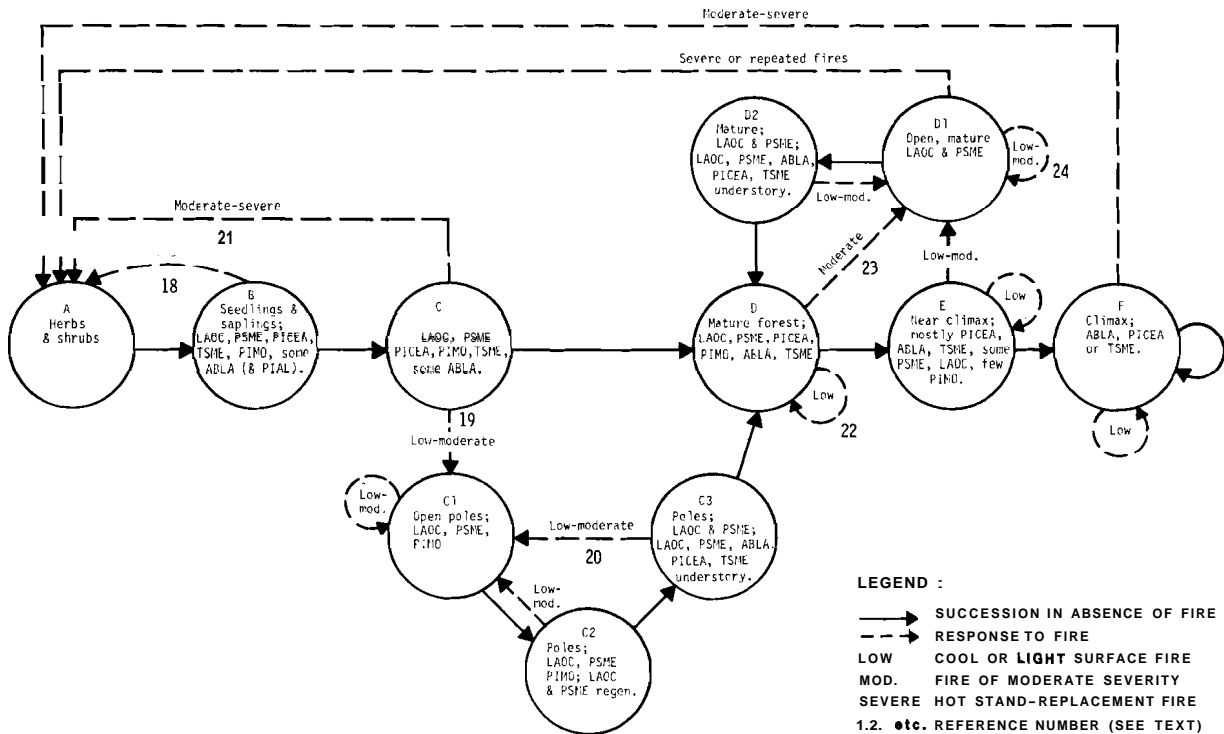 Moderate-severe
Severe or repeated fires
D2
Mature;
LAOC & PSME;
LAOC, PSME, ABLA,
PICEA, TSME
understory.
D1
Open, mature
LAOC & PSME
Low-
mod.
24
Low-mod.
Moderate-severe
21
18
Moderate
23
Low-mod.
A
Herbs
& shrubs
B
Seedlings &
saplings;
LAOC, PSME, PICEA,
TSME, PIMO, some
ABLA (& PIAL).
C
LAOC, PSME
PICEA, PIMO, TSME,
some ABLA.
D
Mature forest;
LAOC, PSME, PICEA,
PIMO, ABLA, TSME
Low
22
E
Near climax;
mostly PICEA,
ABLA, TSME, some
PSME, LAOC, few
PIMO.
Low
F
Climax;
ABLA, PICEA
or TSME.
Low
19
Low-moderate
Low-
mod.
C1
Open poles;
LAOC, PSME,
PIMO
Low-moderate
20
C3
Poles;
LAOC & PSME;
LAOC, PSME, ABLA,
PICEA, TSME
understory.
Low-
mod.
C2
Poles;
LAOC, PSME
PIMO; LAOC
& PSME regen.
LEGEND :
SUCCESSION IN ABSENCE OF FIRE
RESPONSE TO FIRE
LOW COOL OR LIGHT SURFACE FIRE
MOD. FIRE OF MODERATE SEVERITY
SEVERE HOT STAND-REPLACEMENT FIRE
1.2. etc. REFERENCE NUMBER (SEE TEXT)